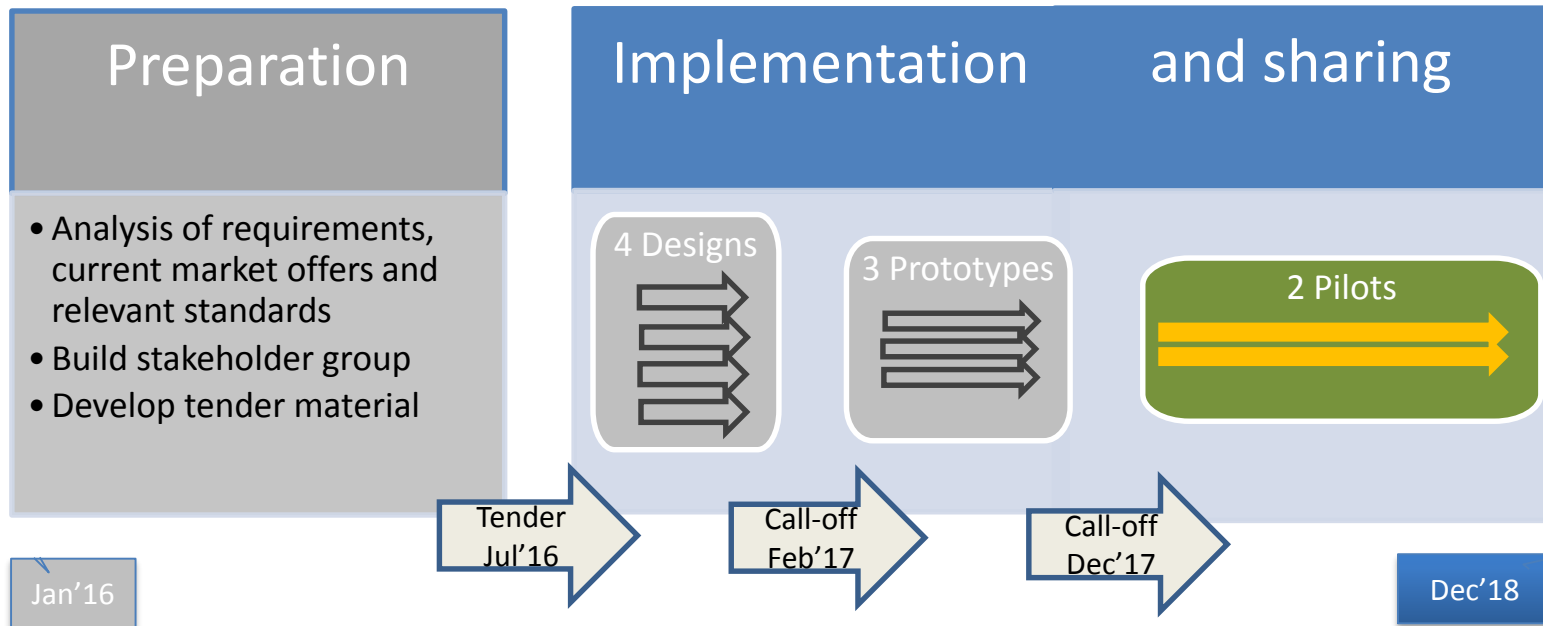 Preparation
Implementation and sharing
• Analysis of requirements,
current market offers and
relevant standards
• Build stakeholder group
• Develop tender material
4 Designs
3 Prototypes
2 Pilots
Tender
Jul’16
Call-off
Feb’17
Call-off
Dec’17
Jan’16
Dec’18